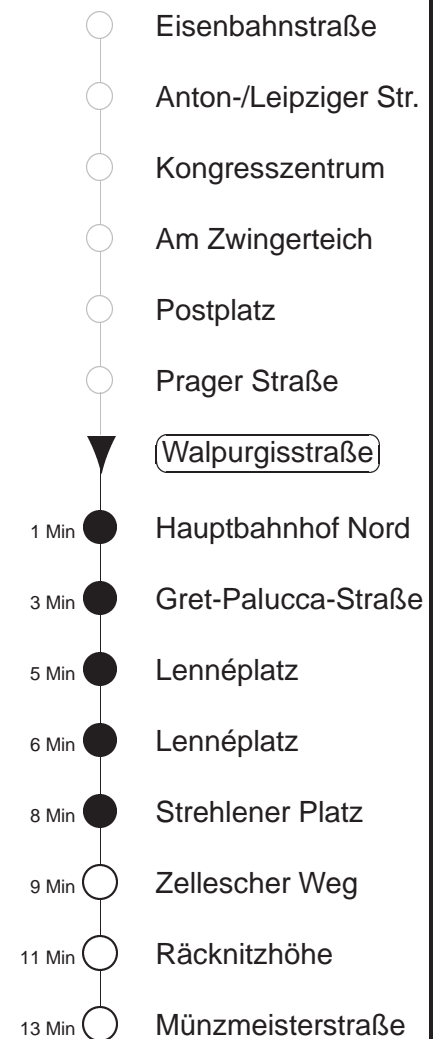 Eisenbahnstraße
Anton-/Leipziger Str.
Kongresszentrum
Am Zwingerteich
Postplatz
Prager Straße
Walpurgisstraße
1 Min Hauptbahnhof Nord
3 Min Gret-Palucca-Straße
5 Min Lennéplatz
6 Min Lennéplatz
8 Min Strehlener Platz
9 Min Zellescher Weg
11 Min Räcknitzhöhe
13 Min Münzmeisterstraße